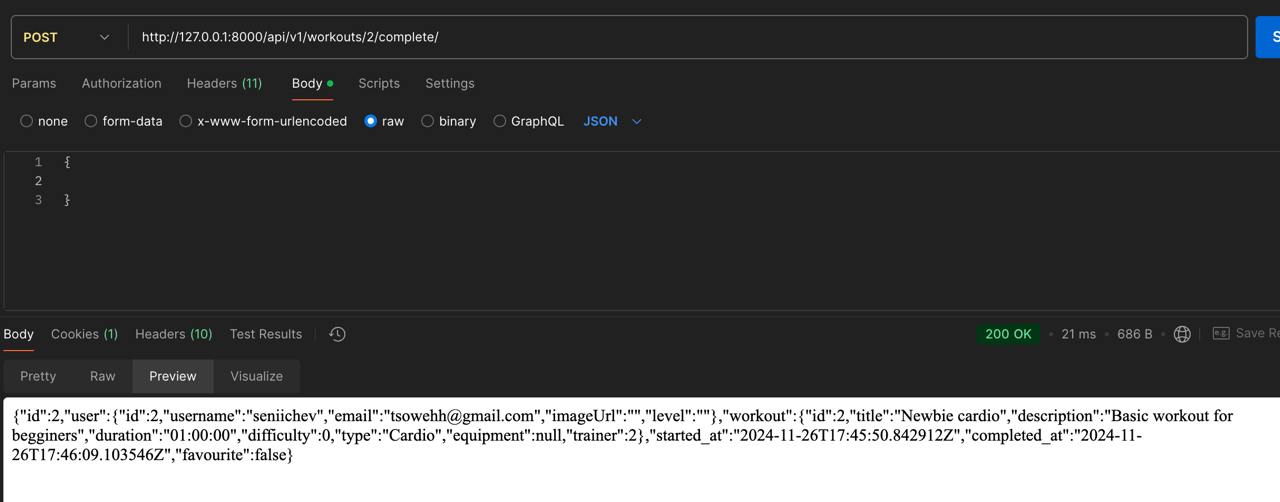 POST http://127.0.0.1:8000/api/v1/workouts/2/complete/ S
Params Authorization Headers (11) Body Scripts Settings
none form-data x-www-form-urlencoded raw binary GraphQL JSON
1 {
2
3 }
Body Cookies (1) Headers (10) Test Results 200 OK • 21 ms • 686 B • e.g. Save Re
Pretty Raw Preview Visualize
{"id":2,"user":{"id":2,"username":"seniichev","email":"tsowehh@gmail.com","imageUrl":"","level":""},"workout":{"id":2,"title":"Newbie cardio","description":"Basic workout for
begginers","duration":"01:00:00","difficulty":0,"type":"Cardio","equipment":null,"trainer":2},"started_at":"2024-11-26T17:45:50.842912Z","completed_at":"2024-11-
26T17:46:09.103546Z","favourite":false}